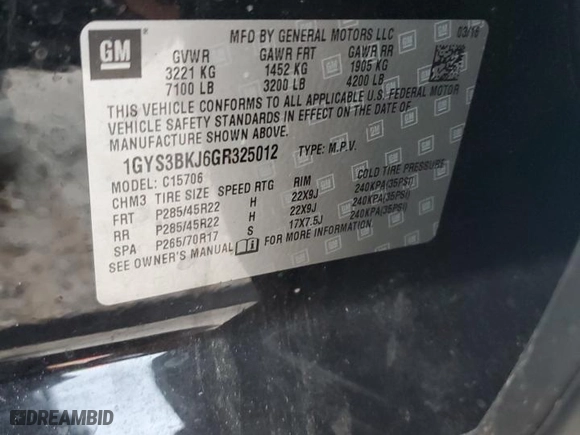 GM
MFD BY GENERAL MOTORS LLC 03/16
GVWR GAWR FRT GAWR RR
3221 KG 1452 KG 1905 KG
7100 LB 3200 LB 4200 LB
THIS VEHICLE CONFORMS TO ALL APPLICABLE U.S. FEDERAL MOTOR
VEHICLE SAFETY STANDARDS IN EFFECT ON THE DATE OF
MANUFACTURE SHOWN ABOVE.
1GYS3BKJ6GR325012 TYPE: M.P.V.
MODEL: C15706
CHM3 TIRE SIZE SPEED RTG RIM COLD TIRE PRESSURE
FRT P285/45R22 H 22X9J 240KPA(35PSI)
RR P285/45R22 H 22X9J 240KPA(35PSI)
SPA P265/70R17 S 17X7.5J 240KPA(35PSI)
SEE OWNER'S MANUAL FOR MORE INFORMATION
DREAMBID